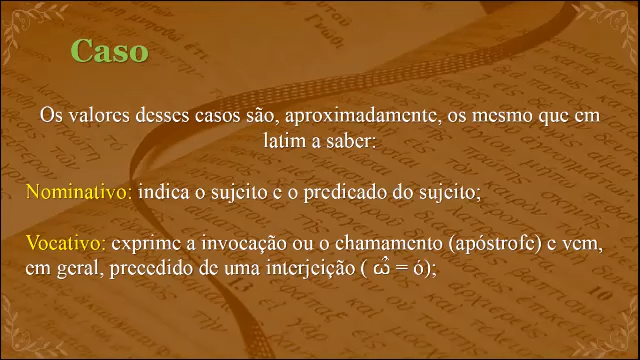 Caso
Os valores desses casos são, aproximadamente, os mesmo que em
latim a saber:
Nominativo: indica o sujeito e o predicado do sujeito;
Vocativo: exprime a invocação ou o chamamento (apóstrofe) e vem,
em geral, precedido de uma interjeição ( ὦ = ó);